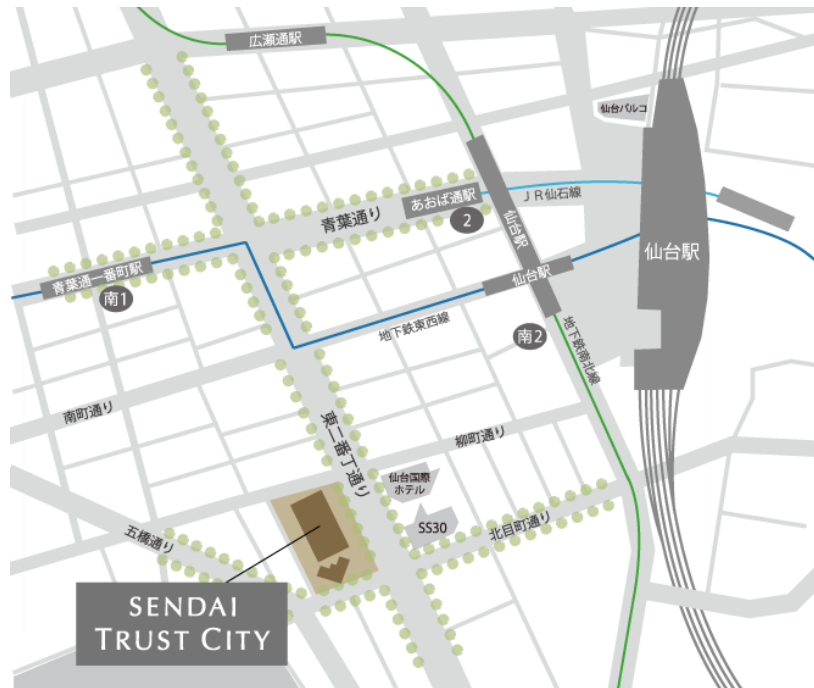 広瀬通駅
仙台パルコ
あおば通駅
2
JR仙石線
青葉通り
仙台駅
仙台駅
仙台駅
青葉通一番町駅
南1
地下鉄東西線
南2
地下鉄南北線
南町通り
東二番丁通り
柳町通り
仙台国際
ホテル
SS30
北目町通り
五橋通り
SENDAI
TRUST CITY